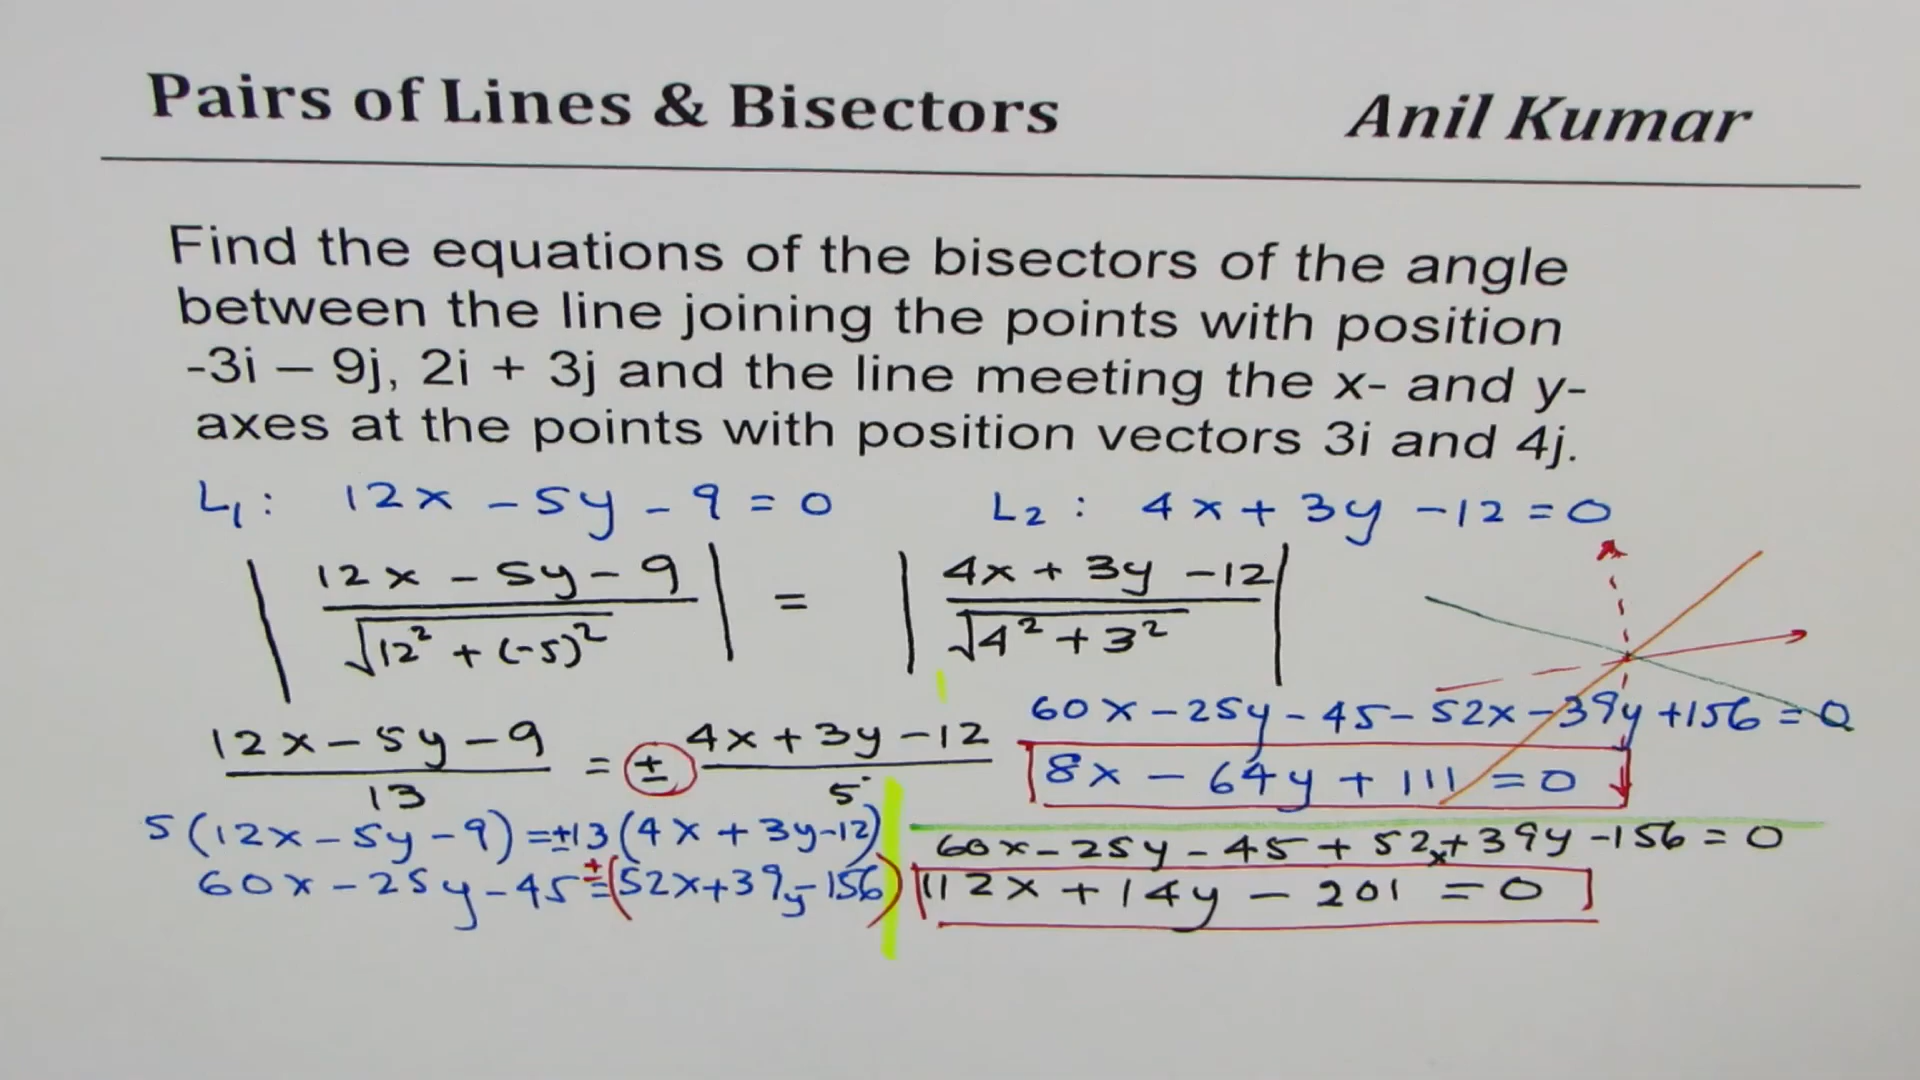 Pairs of Lines & Bisectors Anil Kumar
Find the equations of the bisectors of the angle
between the line joining the points with position
-3i – 9j, 2i + 3j and the line meeting the x- and y-
axes at the points with position vectors 3i and 4j.
L₁: 12x - 5y - 9 = 0 L₂: 4x + 3y - 12 = 0
| (12x - 5y - 9) / √(12² + (-5)²) | = | (4x + 3y - 12) / √(4² + 3²) |
(12x - 5y - 9) / 13 = ± (4x + 3y - 12) / 5
5(12x - 5y - 9) = ±13(4x + 3y - 12)
60x - 25y - 45 = ±(52x + 39y - 156)
60x - 25y - 45 - 52x - 39y + 156 = 0
8x - 64y + 111 = 0
60x - 25y - 45 + 52x + 39y - 156 = 0
112x + 14y - 201 = 0